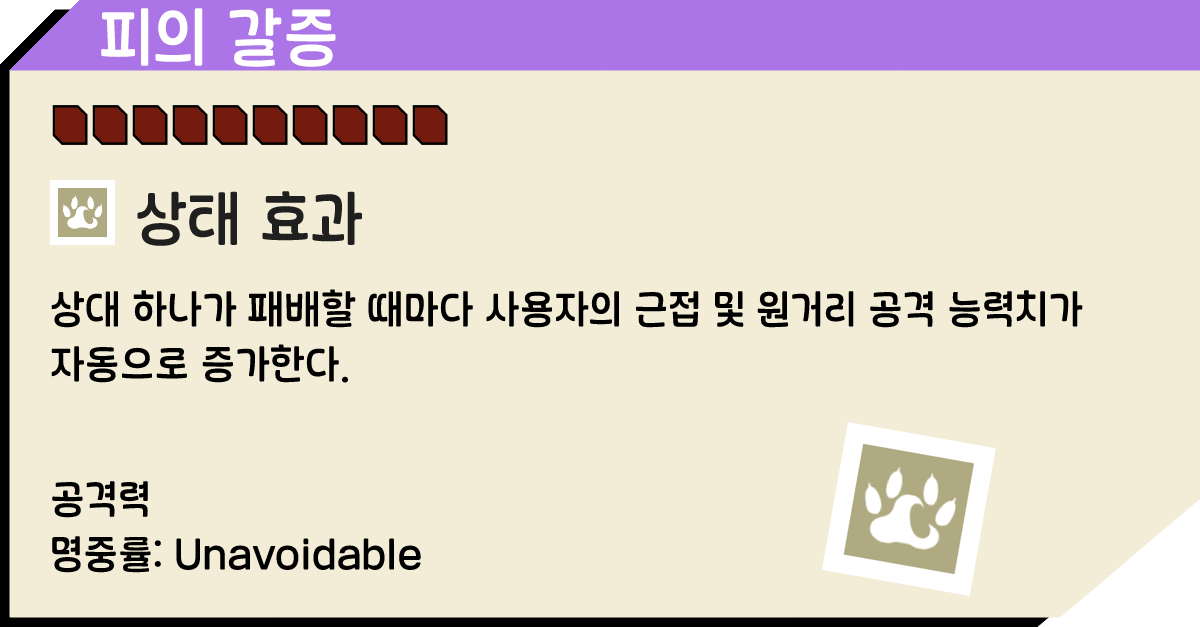 피의 갈증
상태 효과
상대 하나가 패배할 때마다 사용자의 근접 및 원거리 공격 능력치가
자동으로 증가한다.
공격력
명중률: Unavoidable